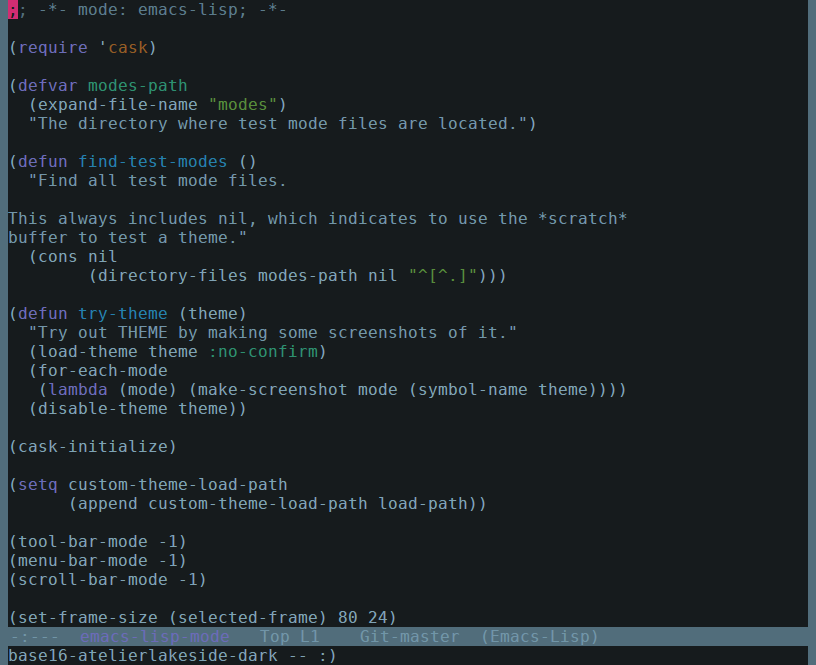 ;; -*- mode: emacs-lisp; -*-

(require 'cask)

(defvar modes-path
  (expand-file-name "modes")
  "The directory where test mode files are located.")

(defun find-test-modes ()
  "Find all test mode files.

This always includes nil, which indicates to use the *scratch*
buffer to test a theme."
  (cons nil
        (directory-files modes-path nil "^[^.]")))

(defun try-theme (theme)
  "Try out THEME by making some screenshots of it."
  (load-theme theme :no-confirm)
  (for-each-mode
   (lambda (mode) (make-screenshot mode (symbol-name theme))))
  (disable-theme theme))

(cask-initialize)

(setq custom-theme-load-path
      (append custom-theme-load-path load-path))

(tool-bar-mode -1)
(menu-bar-mode -1)
(scroll-bar-mode -1)

(set-frame-size (selected-frame) 80 24)
-:---  emacs-lisp-mode   Top L1    Git-master  (Emacs-Lisp)
base16-atelierlakeside-dark -- :)